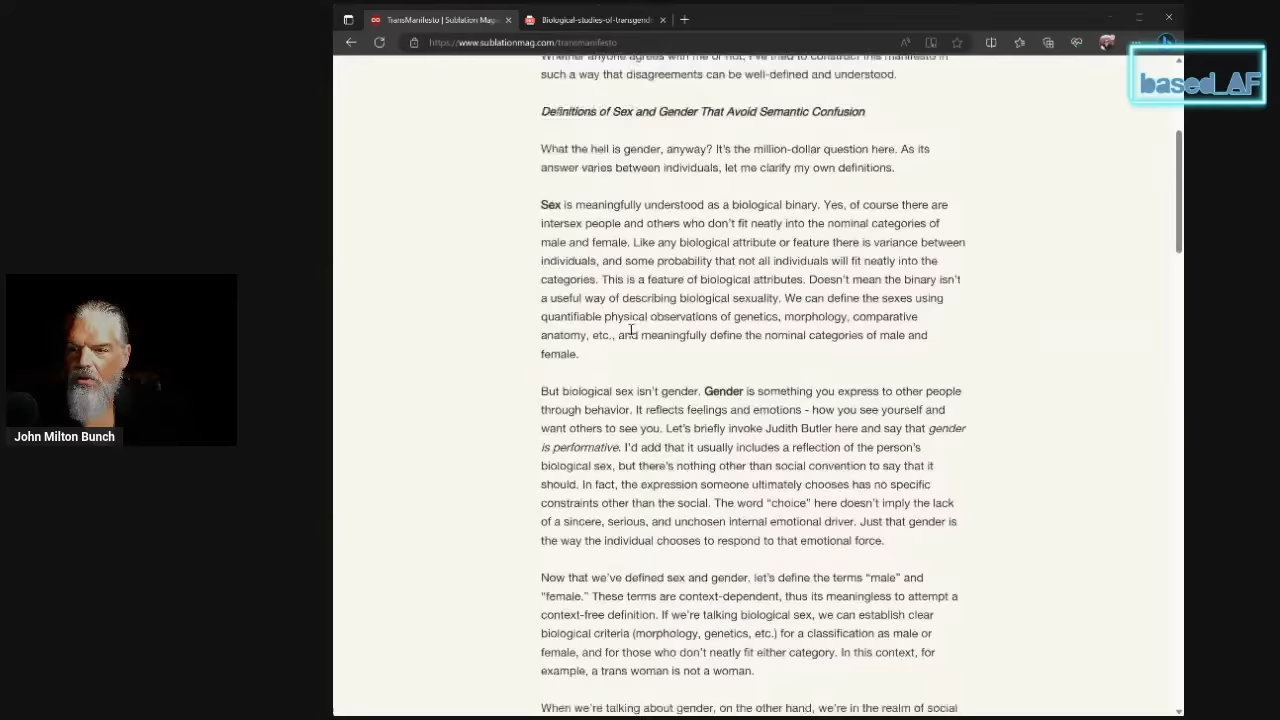 TransManifesto | Sublation Mag
Biological-studies-of-transgend
https://www.sublationmag.com/transmanifesto
based_AF
Whether anyone agrees with me or not, I've tried to construct this manifesto in
such a way that disagreements can be well-defined and understood.
Definitions of Sex and Gender That Avoid Semantic Confusion
What the hell is gender, anyway? It's the million-dollar question here. As its
answer varies between individuals, let me clarify my own definitions.
Sex is meaningfully understood as a biological binary. Yes, of course there are
intersex people and others who don't fit neatly into the nominal categories of
male and female. Like any biological attribute or feature there is variance between
individuals, and some probability that not all individuals will fit neatly into the
categories. This is a feature of biological attributes. Doesn't mean the binary isn't
a useful way of describing biological sexuality. We can define the sexes using
quantifiable physical observations of genetics, morphology, comparative
anatomy, etc., and meaningfully define the nominal categories of male and
female.
But biological sex isn't gender. Gender is something you express to other people
through behavior. It reflects feelings and emotions - how you see yourself and
want others to see you. Let's briefly invoke Judith Butler here and say that gender
is performative. I'd add that it usually includes a reflection of the person's
biological sex, but there's nothing other than social convention to say that it
should. In fact, the expression someone ultimately chooses has no specific
constraints other than the social. The word “choice” here doesn't imply the lack
of a sincere, serious, and unchosen internal emotional driver. Just that gender is
the way the individual chooses to respond to that emotional force.
Now that we've defined sex and gender, let's define the terms “male” and
“female.” These terms are context-dependent, thus its meaningless to attempt a
context-free definition. If we're talking biological sex, we can establish clear
biological criteria (morphology, genetics, etc.) for a classification as male or
female, and for those who don't neatly fit either category. In this context, for
example, a trans woman is not a woman.
When we're talking about gender, on the other hand, we're in the realm of social
John Milton Bunch